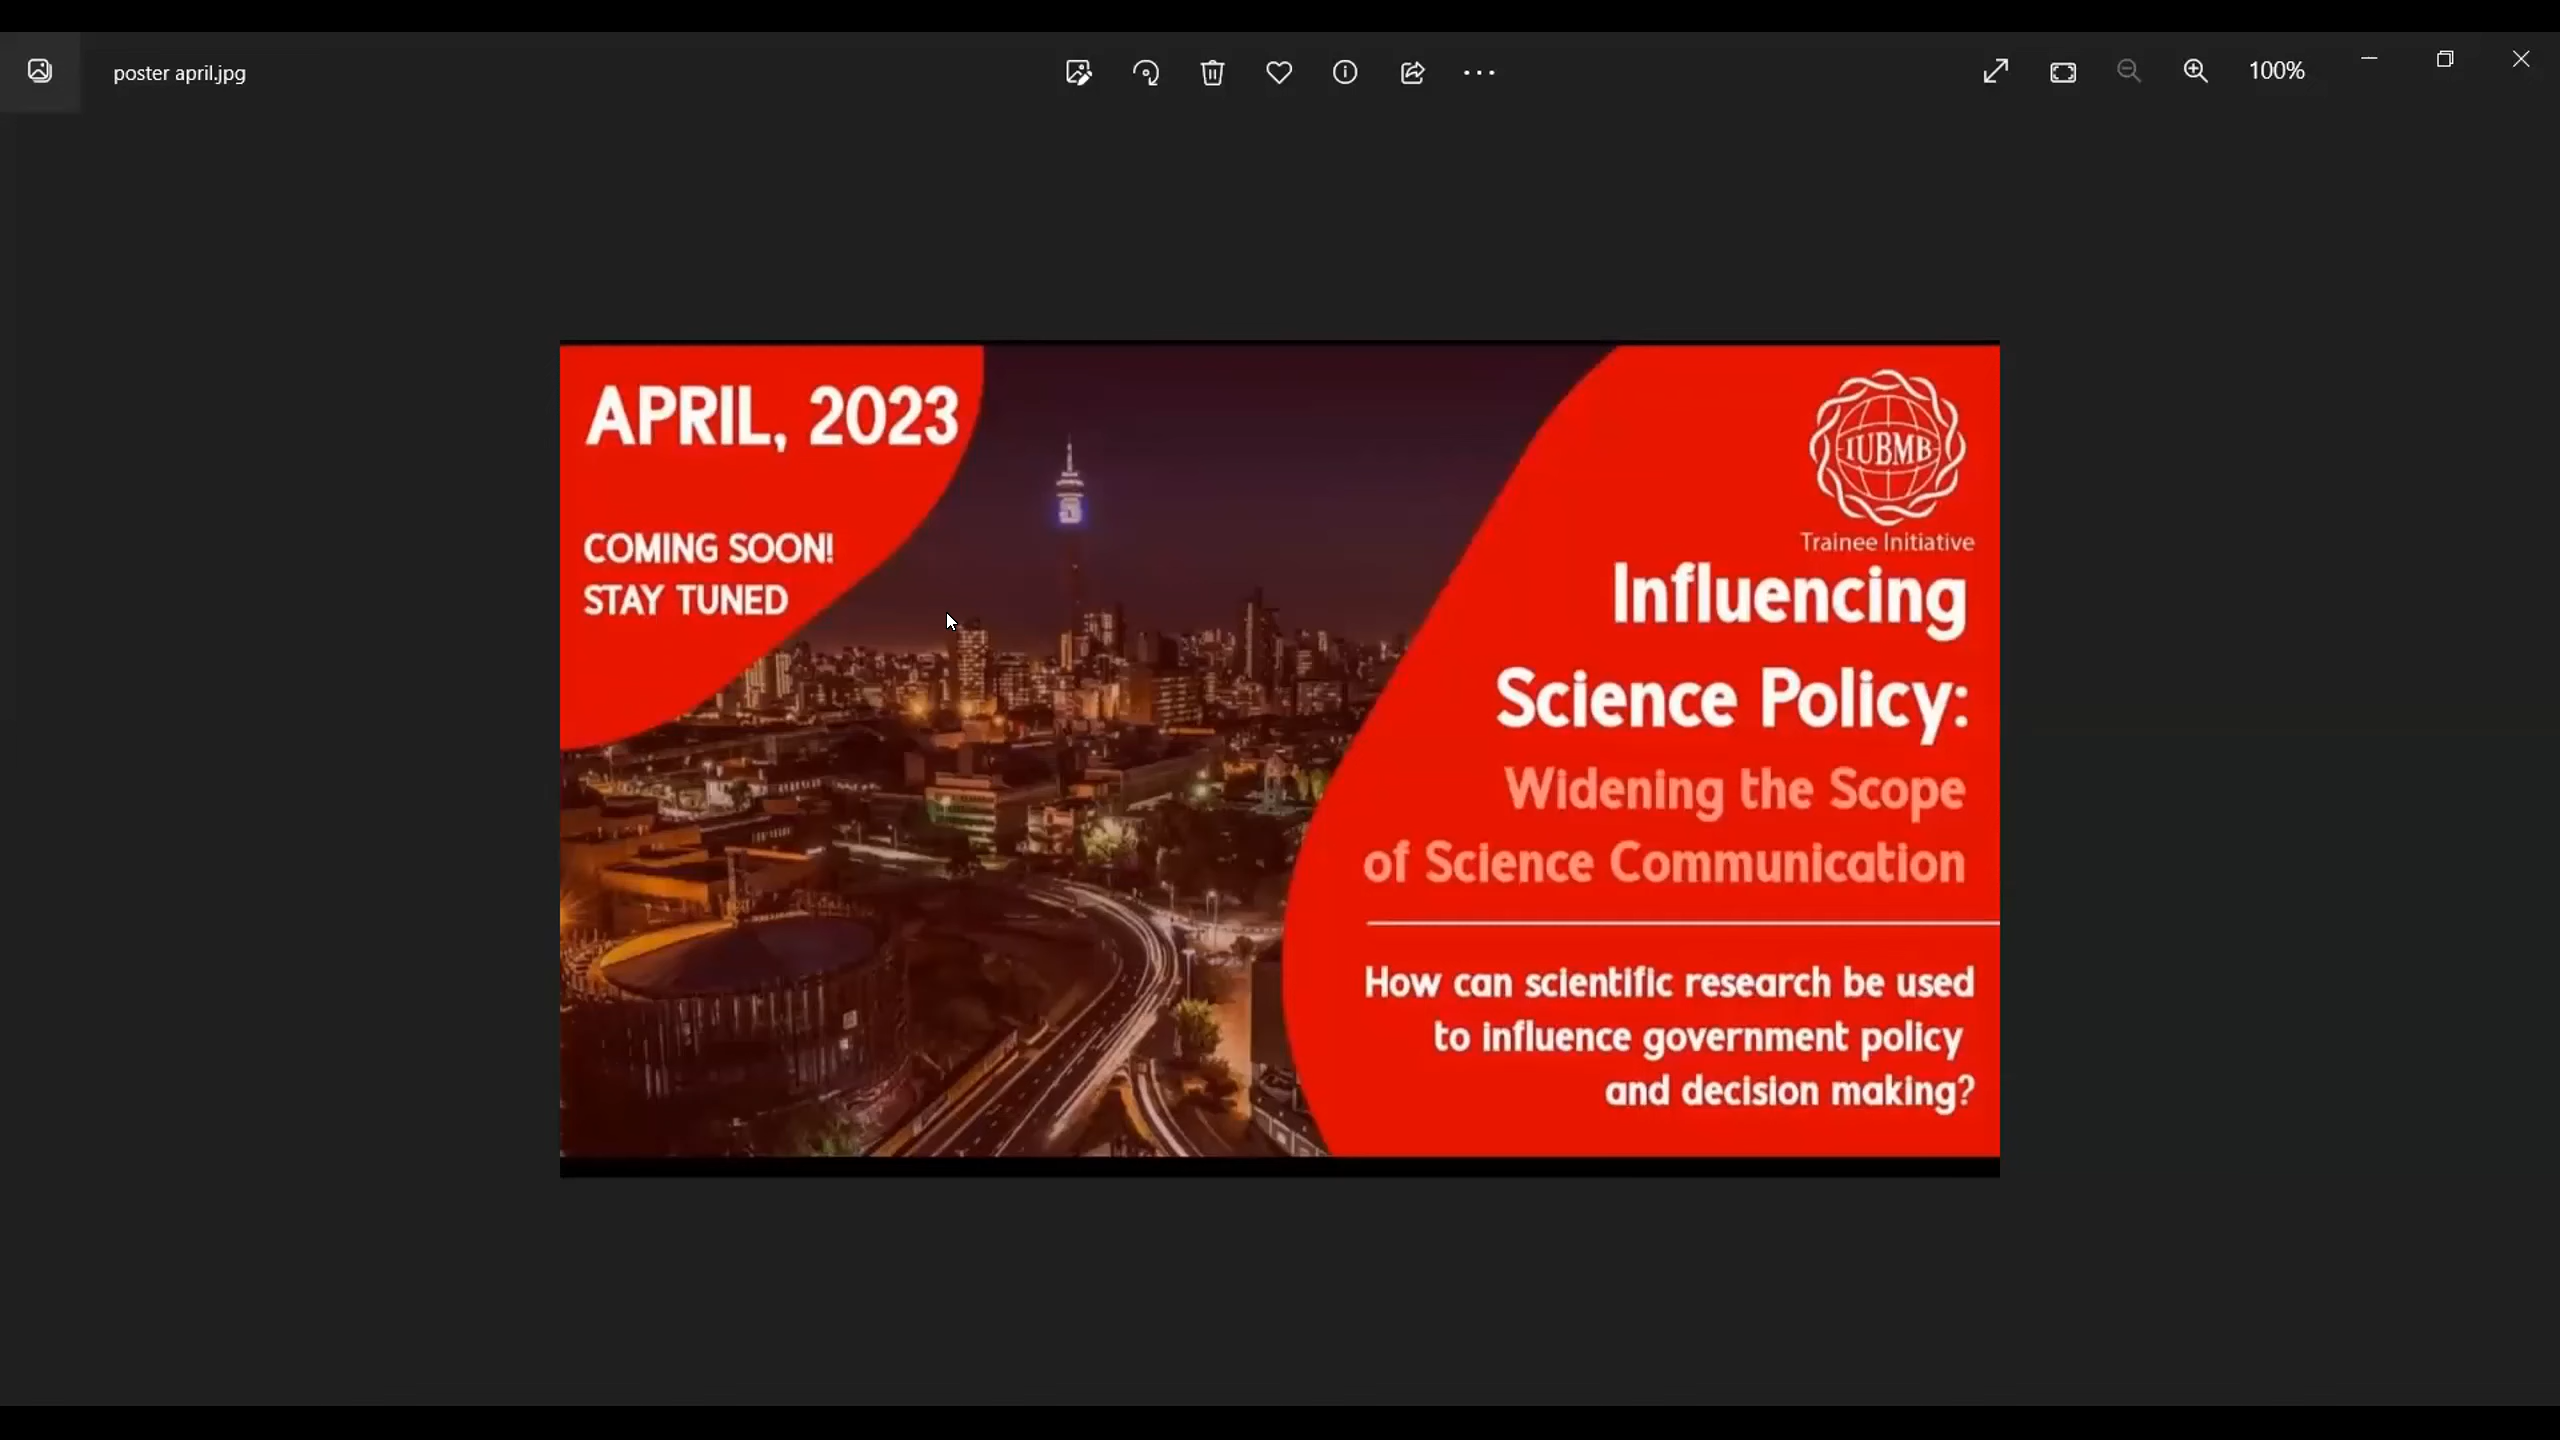 poster april.jpg
100%
APRIL, 2023
COMING SOON!
STAY TUNED
IUBMB
Trainee Initiative
Influencing
Science Policy:
Widening the Scope
of Science Communication
How can scientific research be used
to influence government policy
and decision making?